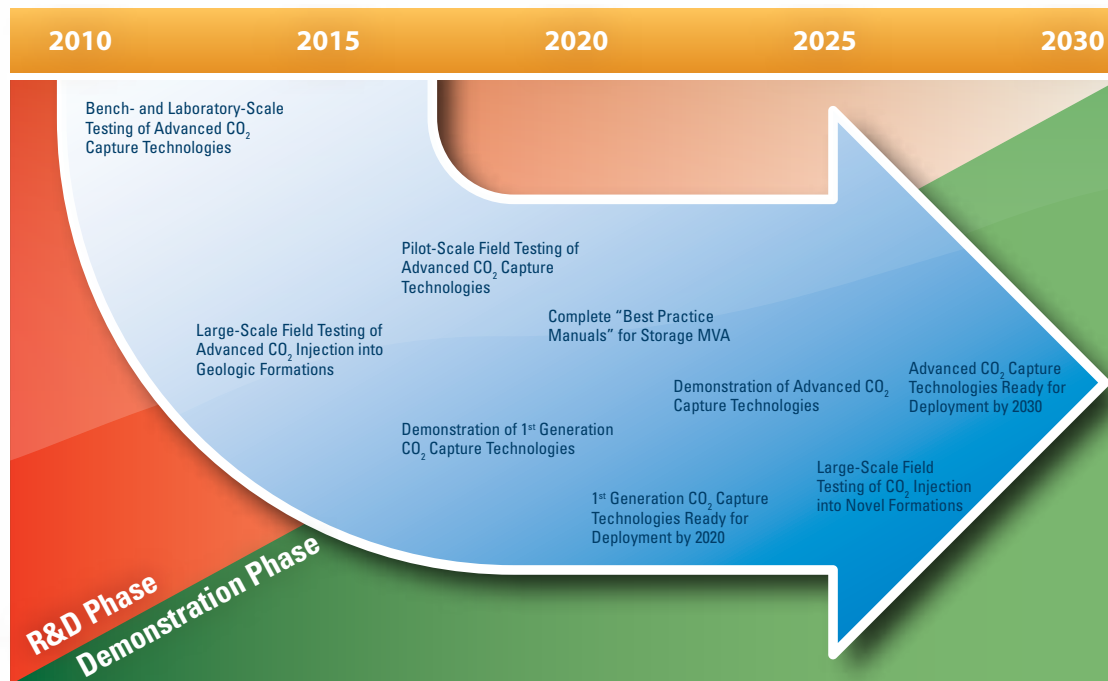 2010 2015 2020 2025 2030
Bench- and Laboratory-Scale
Testing of Advanced CO₂
Capture Technologies
Pilot-Scale Field Testing of
Advanced CO₂ Capture
Technologies
Complete “Best Practice
Manuals” for Storage MVA
Large-Scale Field Testing of
Advanced CO₂ Injection into
Geologic Formations
Advanced CO₂ Capture
Technologies Ready for
Deployment by 2030
Demonstration of Advanced CO₂
Capture Technologies
Demonstration of 1st Generation
CO₂ Capture Technologies
Large-Scale Field
Testing of CO₂ Injection
into Novel Formations
1st Generation CO₂ Capture
Technologies Ready for
Deployment by 2020
R&D Phase
Demonstration Phase